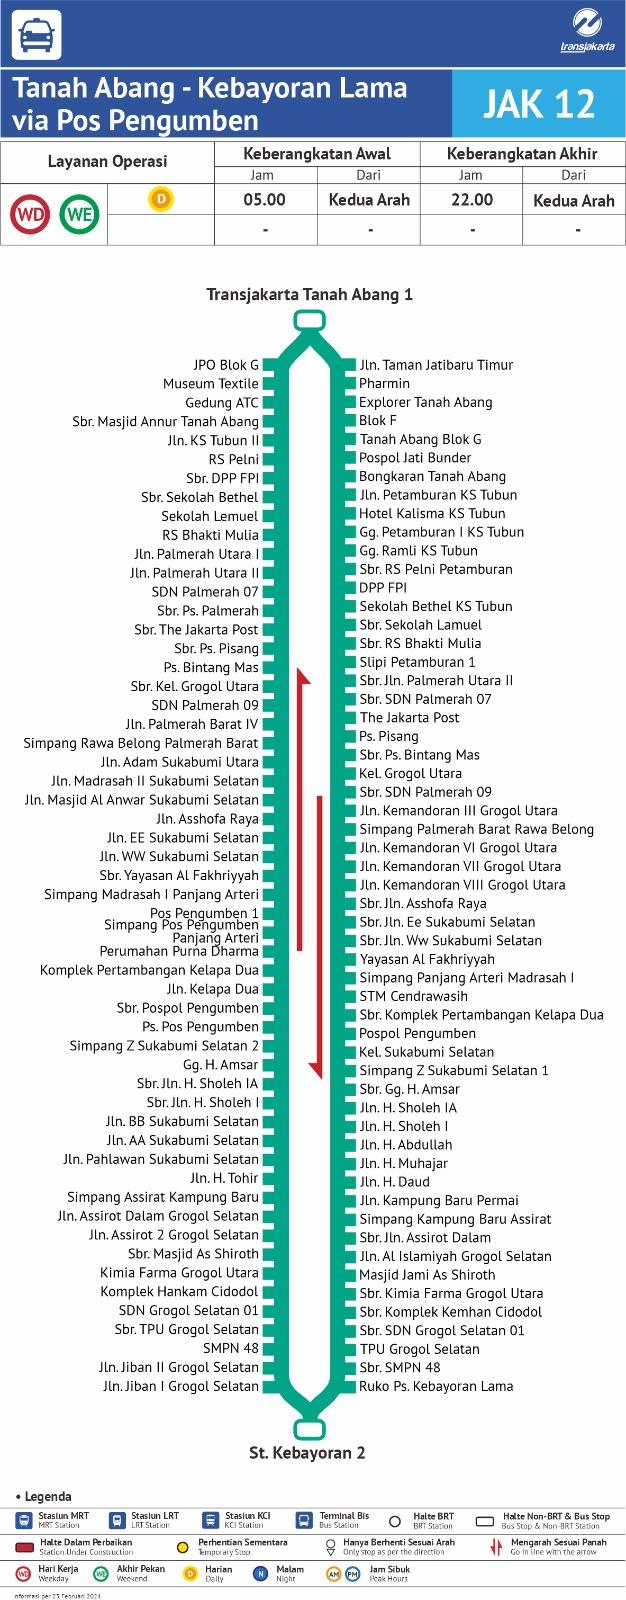 transjakarta
Tanah Abang - Kebayoran Lama
via Pos Pengumben
JAK 12
Layanan Operasi
Keberangkatan Awal
Keberangkatan Akhir
Jam
Dari
Jam
Dari
WD
WE
D
05.00
Kedua Arah
22.00
Kedua Arah
-
-
-
-
Transjakarta Tanah Abang 1
JPO Blok G
Museum Textile
Gedung ATC
Sbr. Masjid Annur Tanah Abang
Jln. KS Tubun II
RS Pelni
Sbr. DPP FPI
Sbr. Sekolah Bethel
Sekolah Lemuel
RS Bhakti Mulia
Jln. Palmerah Utara I
Jln. Palmerah Utara II
SDN Palmerah 07
Sbr. Ps. Palmerah
Sbr. The Jakarta Post
Sbr. Ps. Pisang
Ps. Bintang Mas
Sbr. Kel. Grogol Utara
SDN Palmerah 09
Jln. Palmerah Barat IV
Simpang Rawa Belong Palmerah Barat
Jln. Adam Sukabumi Utara
Jln. Madrasah II Sukabumi Selatan
Jln. Masjid Al Anwar Sukabumi Selatan
Jln. Asshofa Raya
Jln. EE Sukabumi Selatan
Jln. WW Sukabumi Selatan
Sbr. Yayasan Al Fakhriyyah
Simpang Madrasah I Panjang Arteri
Pos Pengumben 1
Simpang Pos Pengumben
Panjang Arteri
Perumahan Purna Dharma
Komplek Pertambangan Kelapa Dua
Jln. Kelapa Dua
Sbr. Pospol Pengumben
Ps. Pos Pengumben
Simpang Z Sukabumi Selatan 2
Gg. H. Amsar
Sbr. Jln. H. Sholeh IA
Sbr. Jln. H. Sholeh I
Jln. BB Sukabumi Selatan
Jln. AA Sukabumi Selatan
Jln. Pahlawan Sukabumi Selatan
Jln. H. Tohir
Simpang Assirat Kampung Baru
Jln. Assirot Dalam Grogol Selatan
Jln. Assirot 2 Grogol Selatan
Sbr. Masjid As Shiroth
Kimia Farma Grogol Utara
Komplek Hankam Cidodol
SDN Grogol Selatan 01
Sbr. TPU Grogol Selatan
SMPN 48
Jln. Jiban II Grogol Selatan
Jln. Jiban I Grogol Selatan
Jln. Taman Jatibaru Timur
Pharmin
Explorer Tanah Abang
Blok F
Tanah Abang Blok G
Pospol Jati Bunder
Bongkaran Tanah Abang
Jln. Petamburan KS Tubun
Hotel Kalisma KS Tubun
Gg. Petamburan I KS Tubun
Gg. Ramli KS Tubun
Sbr. RS Pelni Petamburan
DPP FPI
Sekolah Bethel KS Tubun
Sbr. Sekolah Lamuel
Sbr. RS Bhakti Mulia
Slipi Petamburan 1
Sbr. Jln. Palmerah Utara II
Sbr. SDN Palmerah 07
The Jakarta Post
Ps. Pisang
Sbr. Ps. Bintang Mas
Kel. Grogol Utara
Sbr. SDN Palmerah 09
Jln. Kemandoran III Grogol Utara
Simpang Palmerah Barat Rawa Belong
Jln. Kemandoran VI Grogol Utara
Jln. Kemandoran VII Grogol Utara
Jln. Kemandoran VIII Grogol Utara
Sbr. Jln. Asshofa Raya
Sbr. Jln. Ee Sukabumi Selatan
Sbr. Jln. Ww Sukabumi Selatan
Yayasan Al Fakhriyyah
Simpang Panjang Arteri Madrasah I
STM Cendrawasih
Sbr. Komplek Pertambangan Kelapa Dua
Pospol Pengumben
Kel. Sukabumi Selatan
Simpang Z Sukabumi Selatan 1
Sbr. Gg. H. Amsar
Jln. H. Sholeh IA
Jln. H. Sholeh I
Jln. H. Abdullah
Jln. H. Muhajar
Jln. H. Daud
Jln. Kampung Baru Permai
Simpang Kampung Baru Assirat
Sbr. Jln. Assirot Dalam
Jln. Al Islamiyah Grogol Selatan
Masjid Jami As Shiroth
Sbr. Kimia Farma Grogol Utara
Sbr. Komplek Kemhan Cidodol
Sbr. SDN Grogol Selatan 01
TPU Grogol Selatan
Sbr. SMPN 48
Ruko Ps. Kebayoran Lama
St. Kebayoran 2
• Legenda
Stasiun MRT
MRT Station
Stasiun LRT
LRT Station
Stasiun KCI
KCI Station
Terminal Bis
Bus Station
Halte BRT
BRT Station
Halte Non-BRT & Bus Stop
Bus Stop & Non-BRT Station
Halte Dalam Perbaikan
Station Under Construction
Perhentian Sementara
Temporary Stop
Hanya Berhenti Sesuai Arah
Only stop as per the direction
Mengarah Sesuai Panah
Go in line with the arrow
WD
Hari Kerja
Weekday
WE
Akhir Pekan
Weekend
D
Harian
Daily
N
Malam
Night
AM
PM
Jam Sibuk
Peak Hours
Informasi per 25 Februari 2024